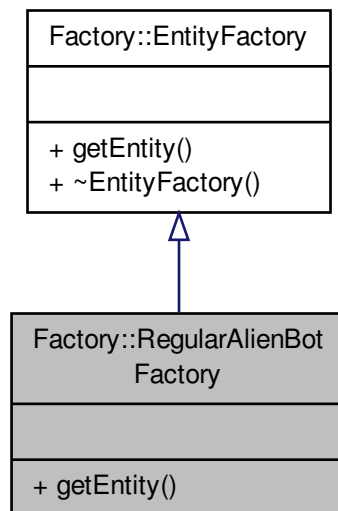 Factory::EntityFactory
+ getEntity()
+ ~EntityFactory()
Factory::RegularAlienBot
Factory
+ getEntity()